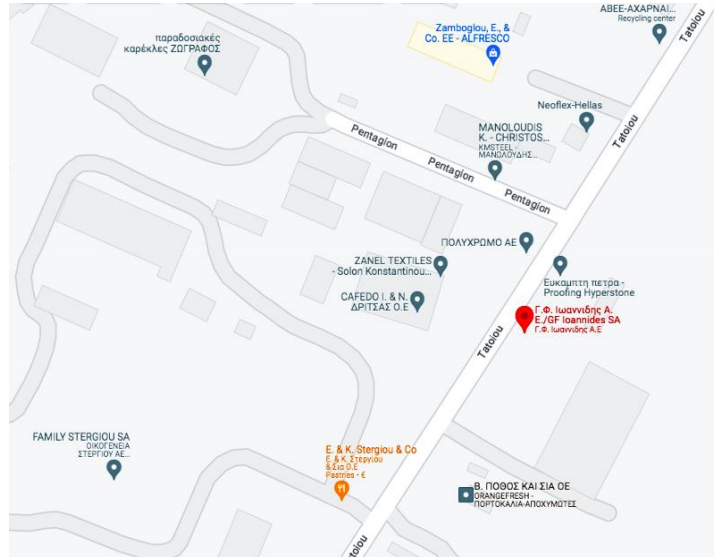 ΑΒΕΕ-ΑΧΑΡΝΑΙ...
Recycling center
Tatoiou
Zamboglou, E., &
Co. EE - ALFRESCO
παραδοσιακές
καρέκλες ΖΩΓΡΑΦΟΣ
Neoflex-Hellas
Tatoiou
Pentagion
MANOLOUDIS
K. - CHRISTOS...
KMSTEEL -
ΜΑΝΩΛΟΥΔΗΣ...
Pentagion
Pentagion
ΠΟΛΥΧΡΩΜΟ ΑΕ
ZANEL TEXTILES
- Solon Konstantinou...
Ευκαμπτη πετρα -
Proofing Hyperstone
CAFEDO I. & N.
ΔΡΙΤΣΑΣ Ο.Ε
Γ.Φ. Ιωαννιδης Α.
Ε./GF Ioannides SA
Γ.Φ. Ιωαννιδης Α.Ε
Tatoiou
FAMILY STERGIOU SA
ΟΙΚΟΓΕΝΕΙΑ
ΣΤΕΡΓΙΟΥ ΑΕ...
E. & K. Stergiou & Co
Ε. & Κ. Στεργίου
& Σια Ο.Ε
Pastries - €
Β. ΠΟΘΟΣ ΚΑΙ ΣΙΑ ΟΕ
ORANGEFRESH -
ΠΟΡΤΟΚΑΛΙΑ-ΑΠΟΧΥΜΩΤΕΣ
Tatoiou